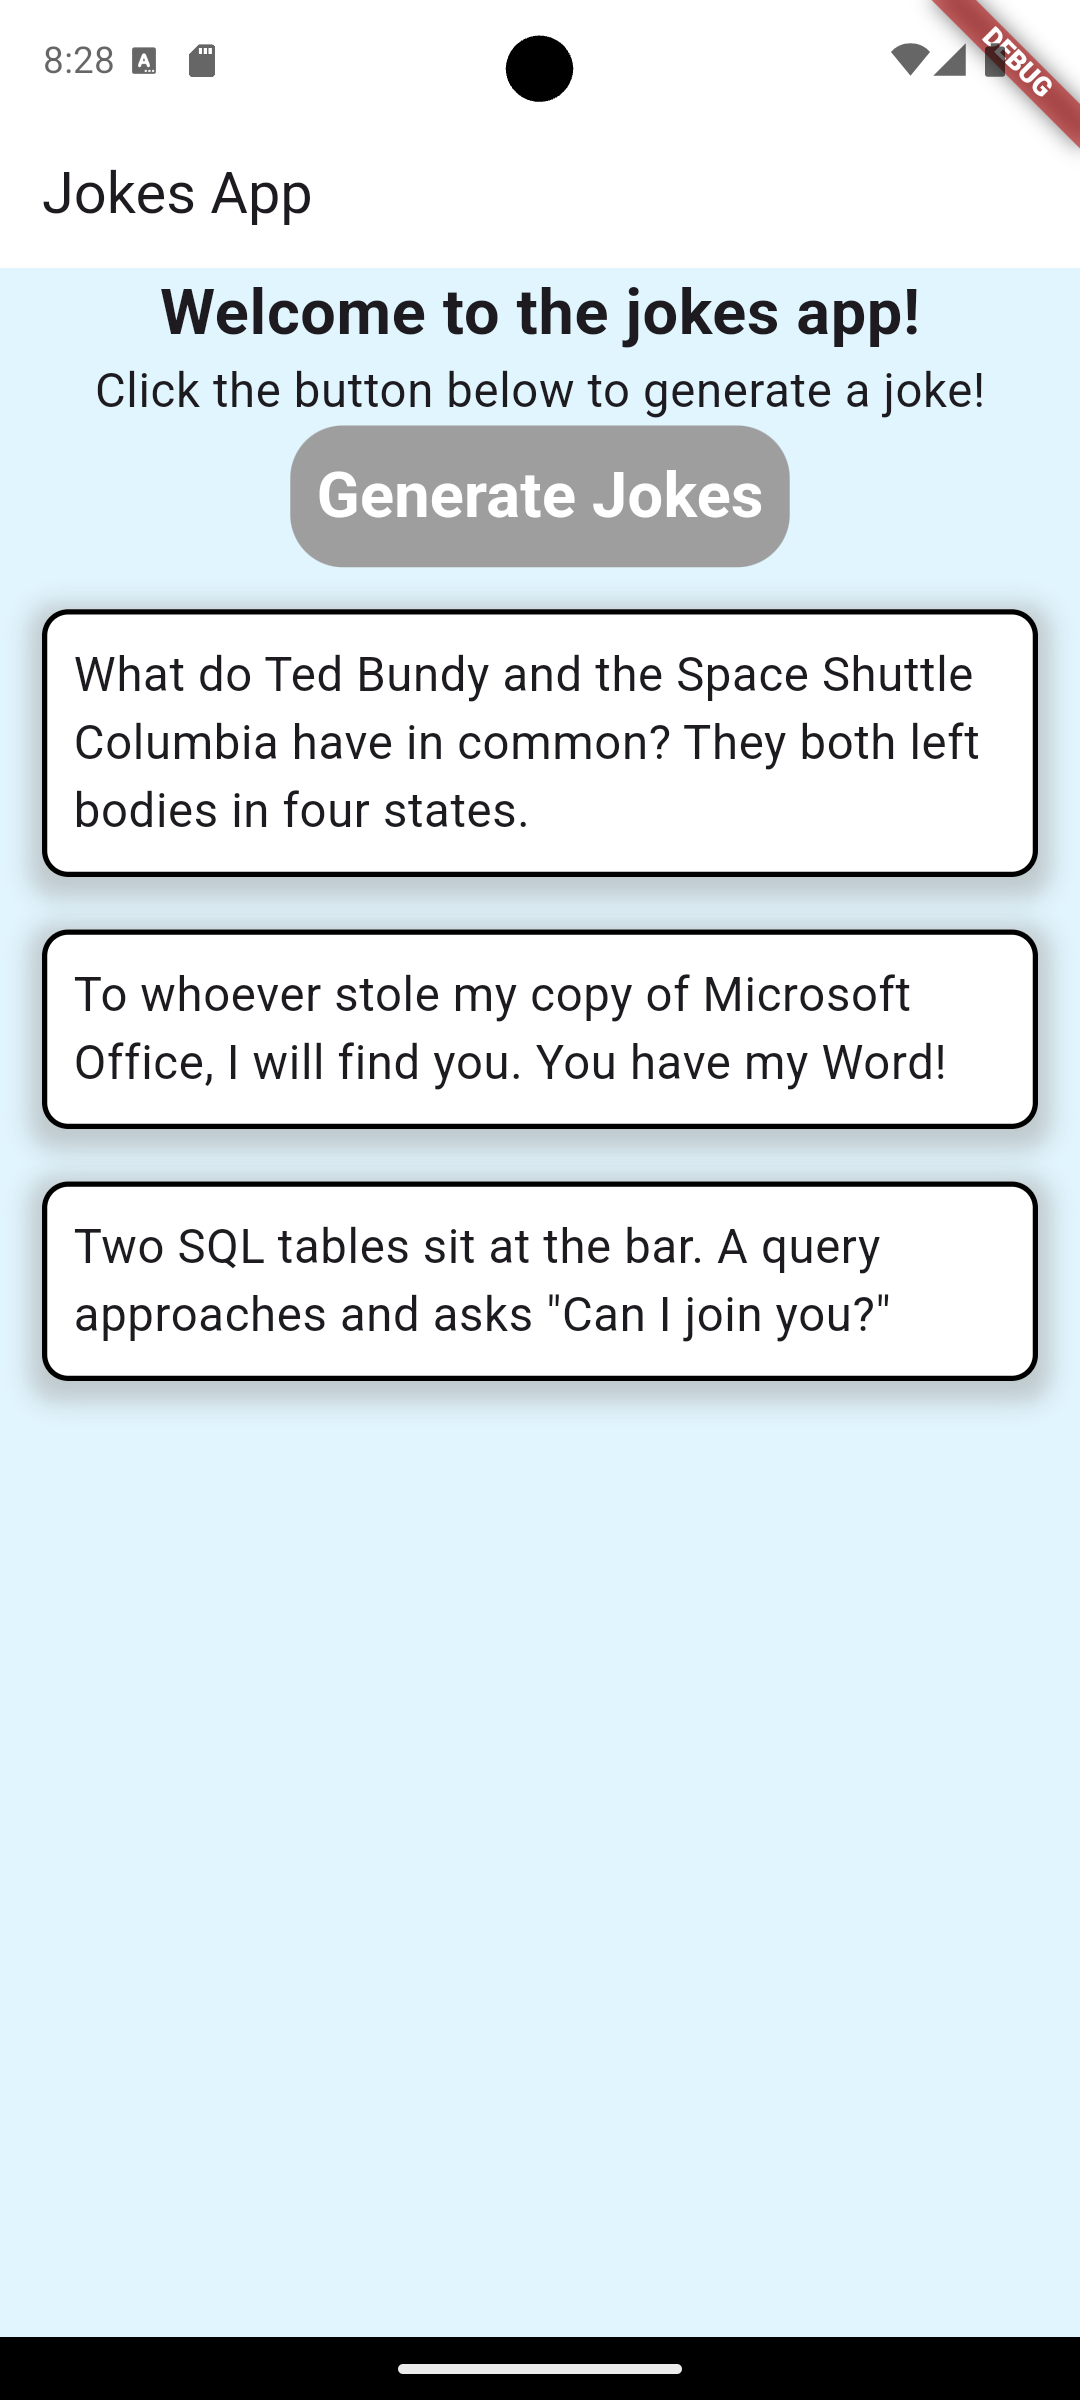 8:28
DEBUG
Jokes App
Welcome to the jokes app!
Click the button below to generate a joke!
Generate Jokes
What do Ted Bundy and the Space Shuttle
Columbia have in common? They both left
bodies in four states.
To whoever stole my copy of Microsoft
Office, I will find you. You have my Word!
Two SQL tables sit at the bar. A query
approaches and asks "Can I join you?"